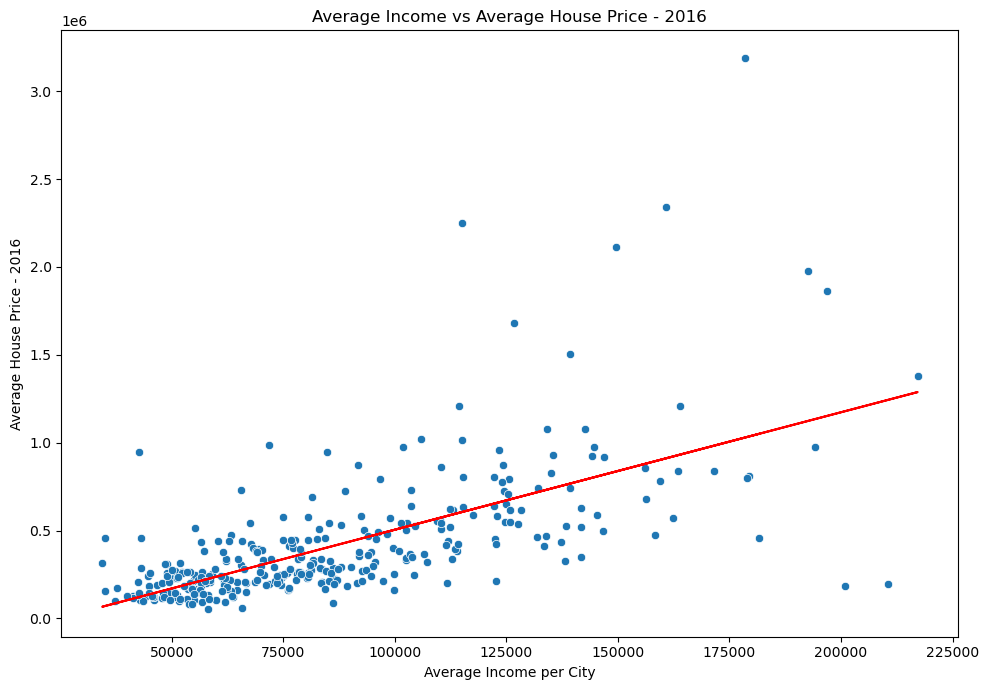 Average Income vs Average House Price - 2016
1e6
3.0
2.5
2.0
1.5
1.0
0.5
0.0
Average House Price - 2016
50000 75000 100000 125000 150000 175000 200000 225000
Average Income per City